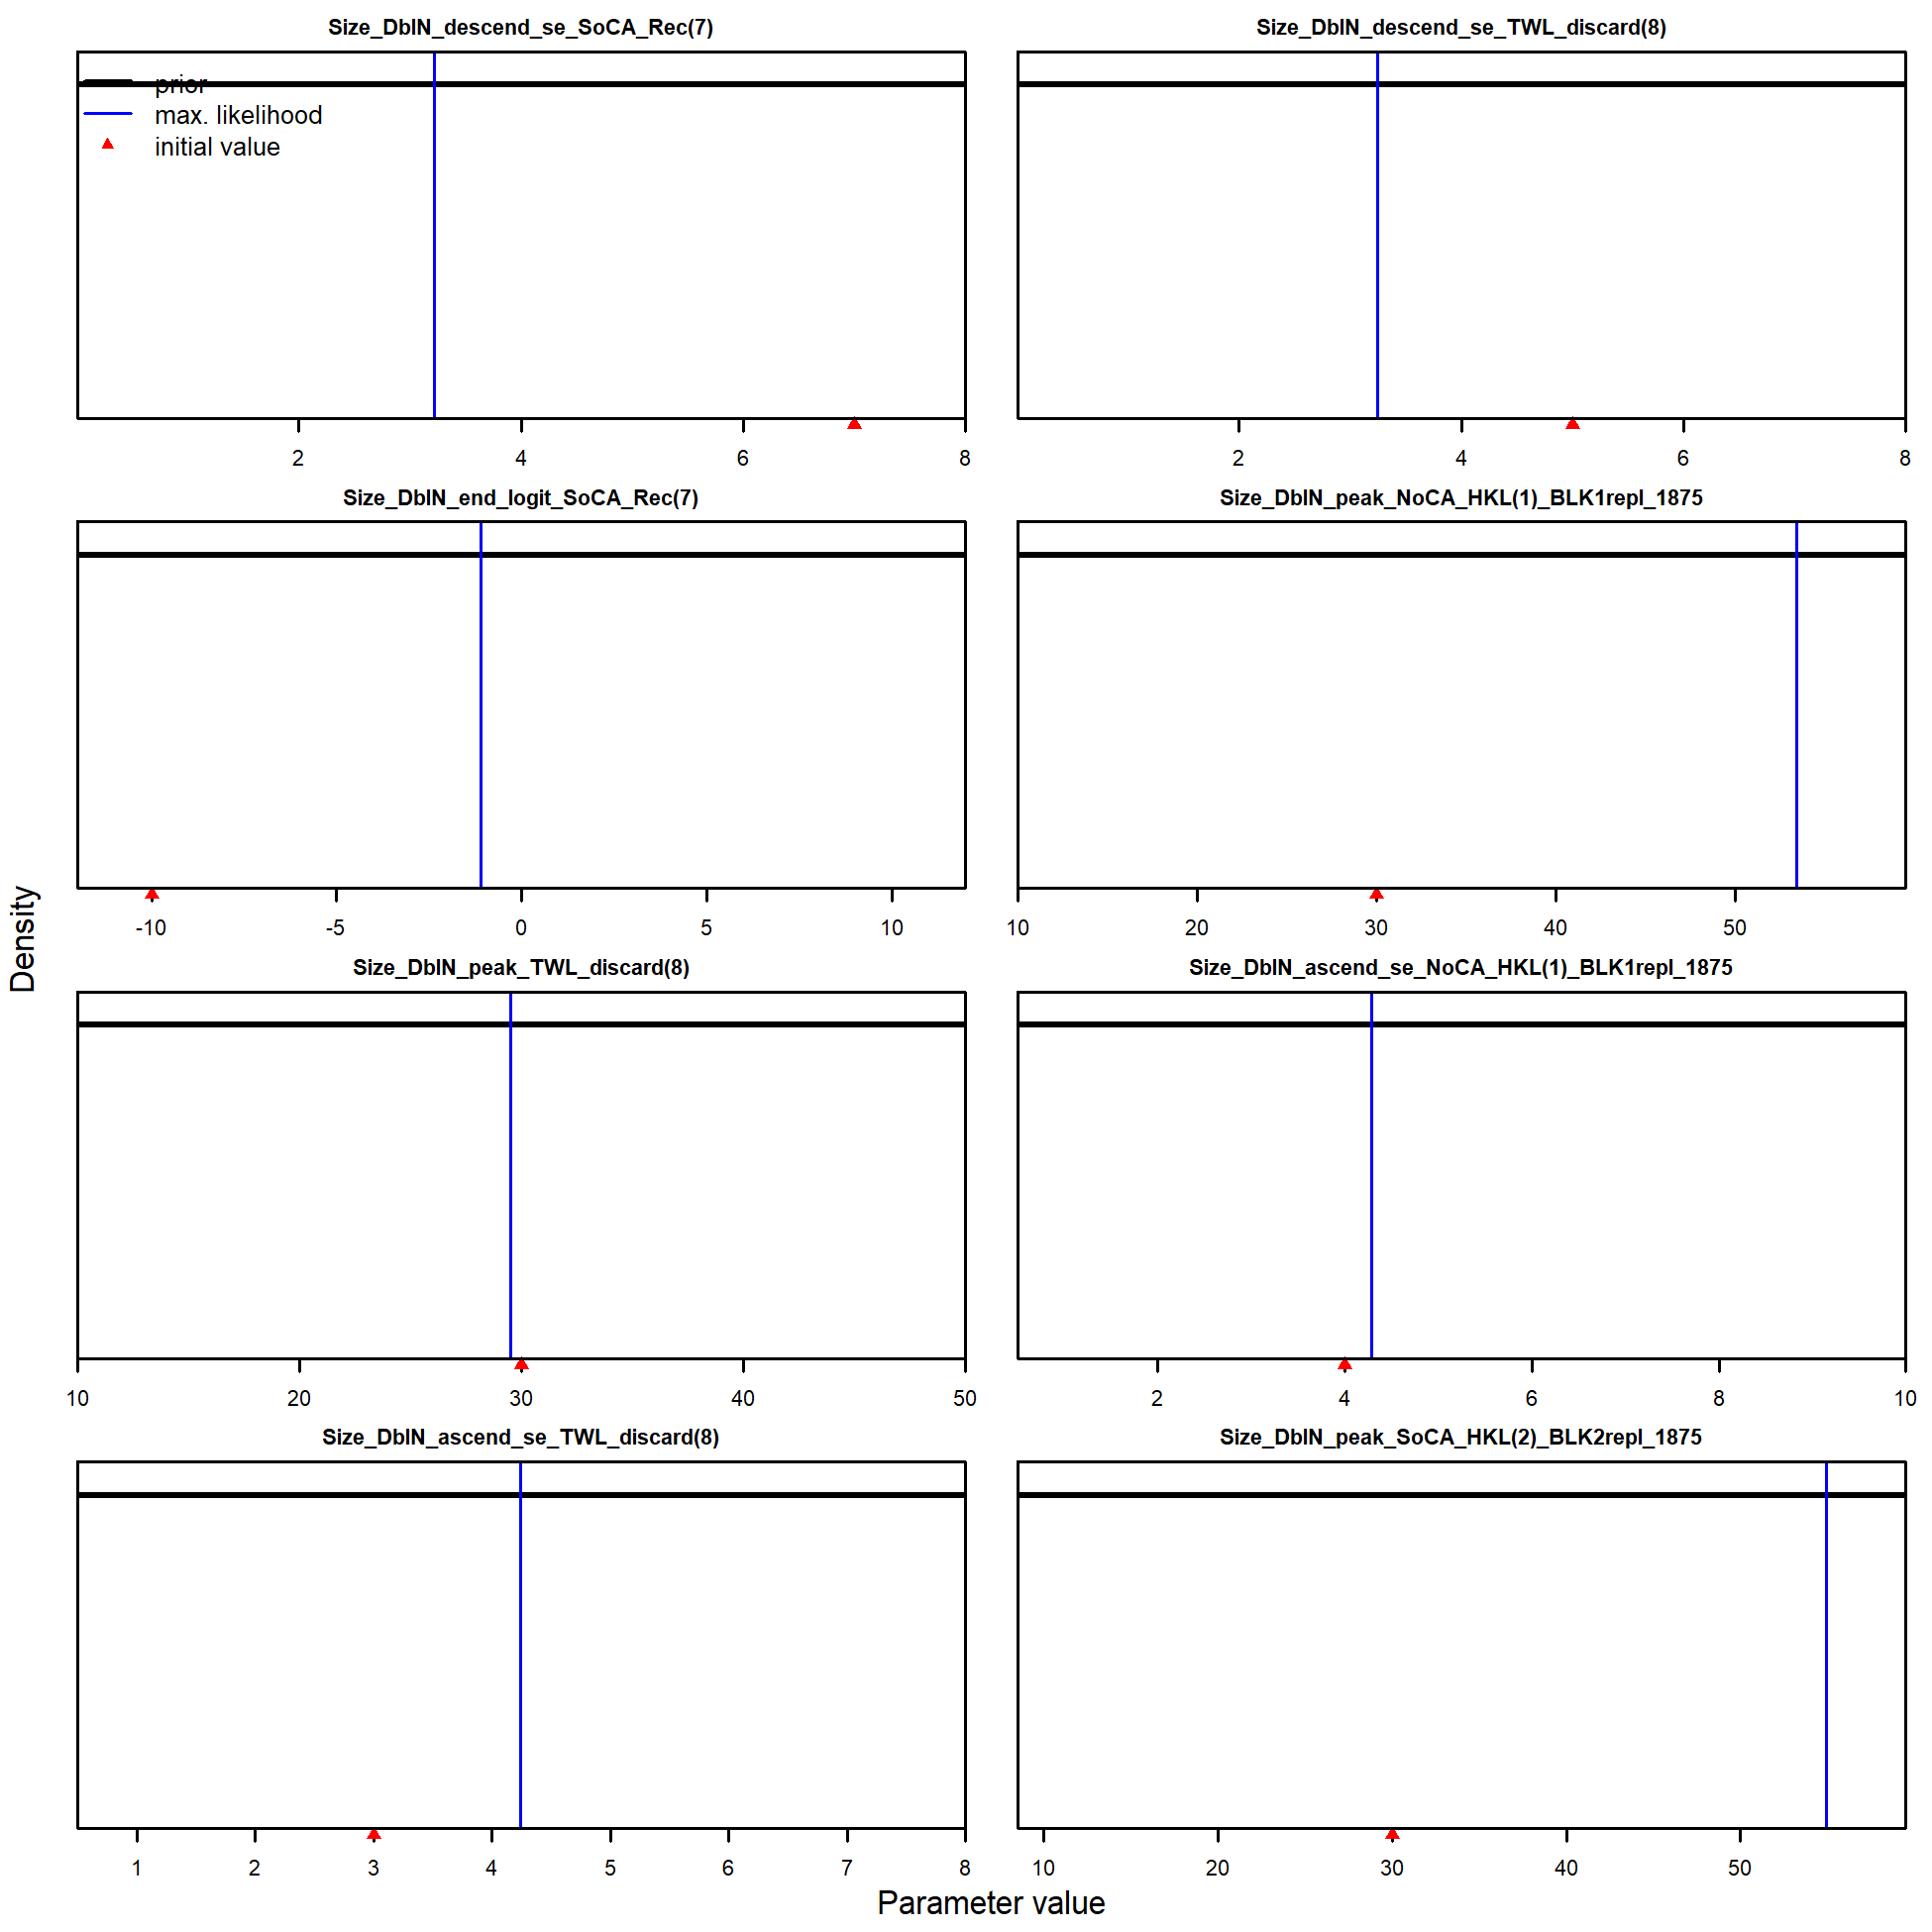 Size_DblN_descend_se_SoCA_Rec(7)
prior
max. likelihood
initial value
2 4 6 8
Size_DblN_descend_se_TWL_discard(8)
2 4 6 8
Size_DblN_end_logit_SoCA_Rec(7)
-10 -5 0 5 10
Size_DblN_peak_NoCA_HKL(1)_BLK1repl_1875
10 20 30 40 50
Size_DblN_peak_TWL_discard(8)
10 20 30 40 50
Size_DblN_ascend_se_NoCA_HKL(1)_BLK1repl_1875
2 4 6 8 10
Size_DblN_ascend_se_TWL_discard(8)
1 2 3 4 5 6 7 8
Size_DblN_peak_SoCA_HKL(2)_BLK2repl_1875
10 20 30 40 50
Parameter value
Density